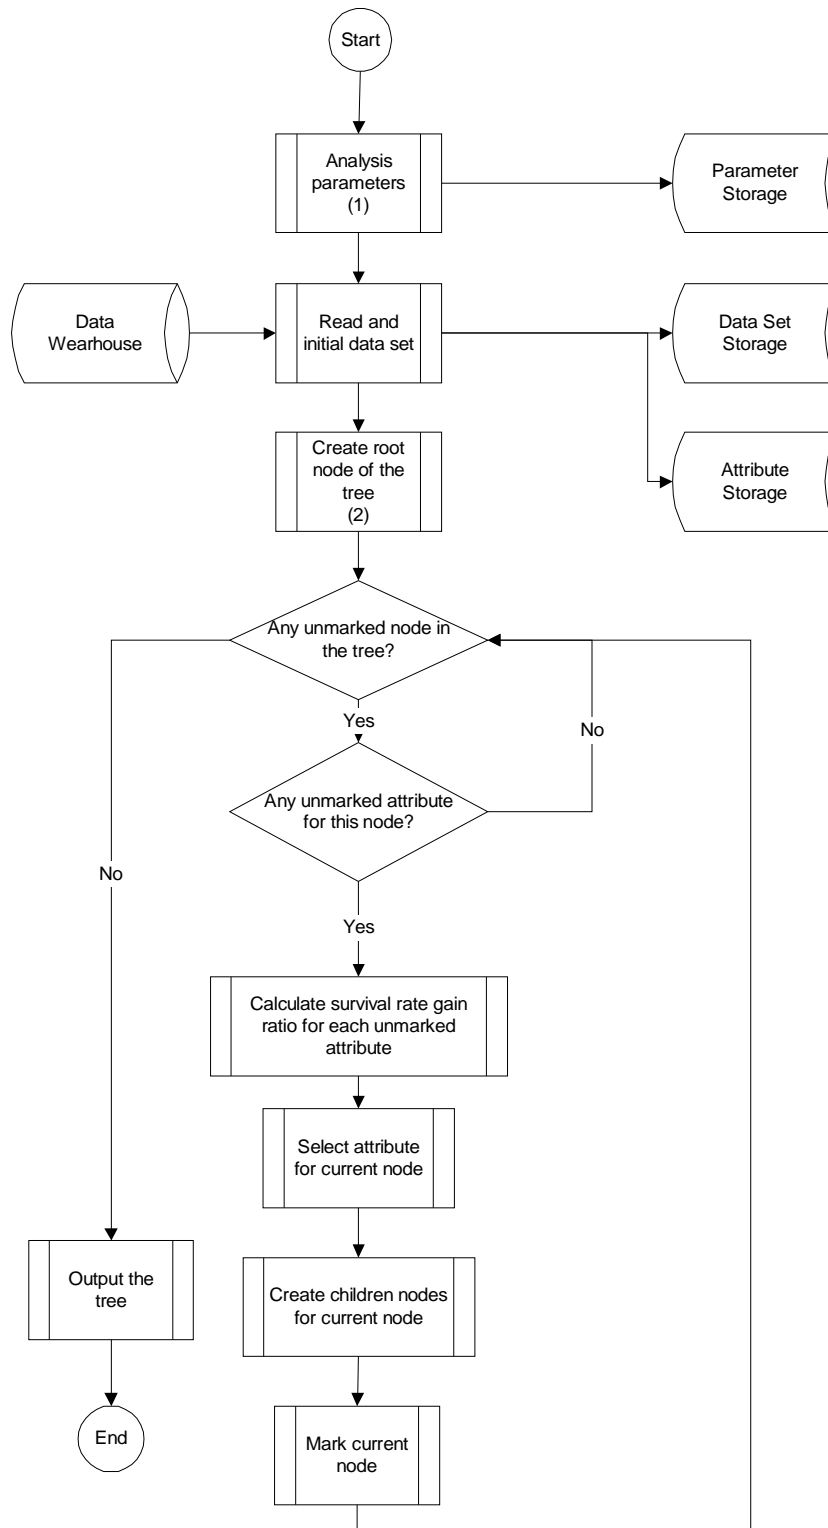 Start
Analysis
parameters
(1)
Parameter
Storage
Data
Wearhouse
Read and
initial data set
Data Set
Storage
Create root
node of the
tree
(2)
Attribute
Storage
Any unmarked node in
the tree?
Yes
No
Any unmarked attribute
for this node?
No
Yes
Calculate survival rate gain
ratio for each unmarked
attribute
Select attribute
for current node
Output the
tree
Create children nodes
for current node
End
Mark current
node